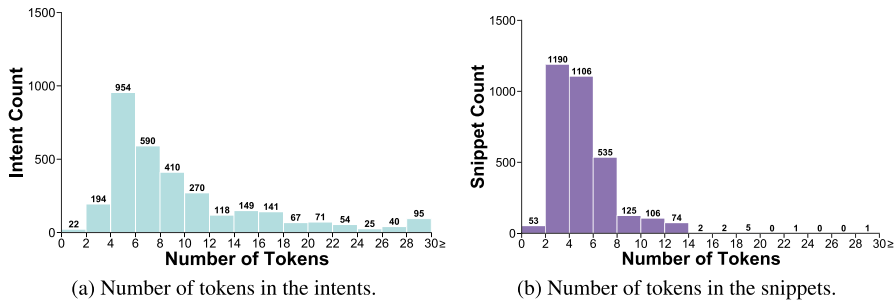 1500
1000
500
0
Intent Count
22 194 954 590 410 270 118 149 141 67 71 54 25 40 95
0 2 4 6 8 10 12 14 16 18 20 22 24 26 28 30≥
Number of Tokens
(a) Number of tokens in the intents.
1500
1000
500
0
Snippet Count
53 1190 1106 535 125 106 74 2 2 5 0 1 0 0 1
0 2 4 6 8 10 12 14 16 18 20 22 24 26 28 30≥
Number of Tokens
(b) Number of tokens in the snippets.